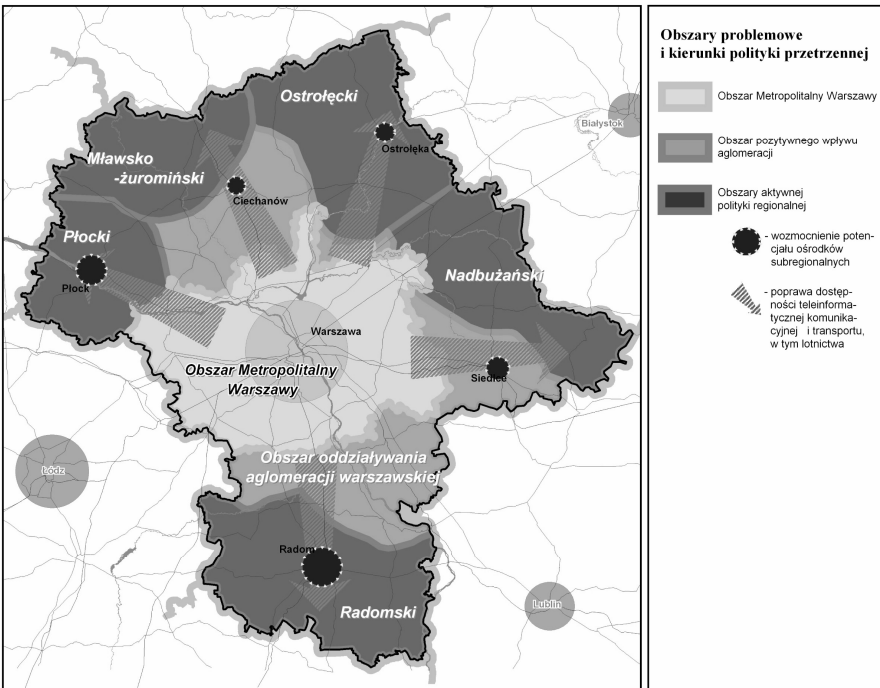 Ostrołęcki
Białystok
Ostrołęka
Mławsko
-żuromiński
Ciechanów
Płocki
Płock
Nadbużański
Warszawa
Obszar Metropolitalny
Warszawy
Siedlce
Obszar oddziaływania
aglomeracji warszawskiej
Łódź
Radom
Radomski
Lublin
Obszary problemowe
i kierunki polityki przetrzennej
Obszar Metropolitalny Warszawy
Obszar pozytywnego wpływu
aglomeracji
Obszary aktywnej
polityki regionalnej
- wozmocnienie poten-
cjału ośrodków
subregionalnych
- poprawa dostęp-
ności teleinforma-
tycznej komunika-
cyjnej i transportu,
w tym lotnictwa